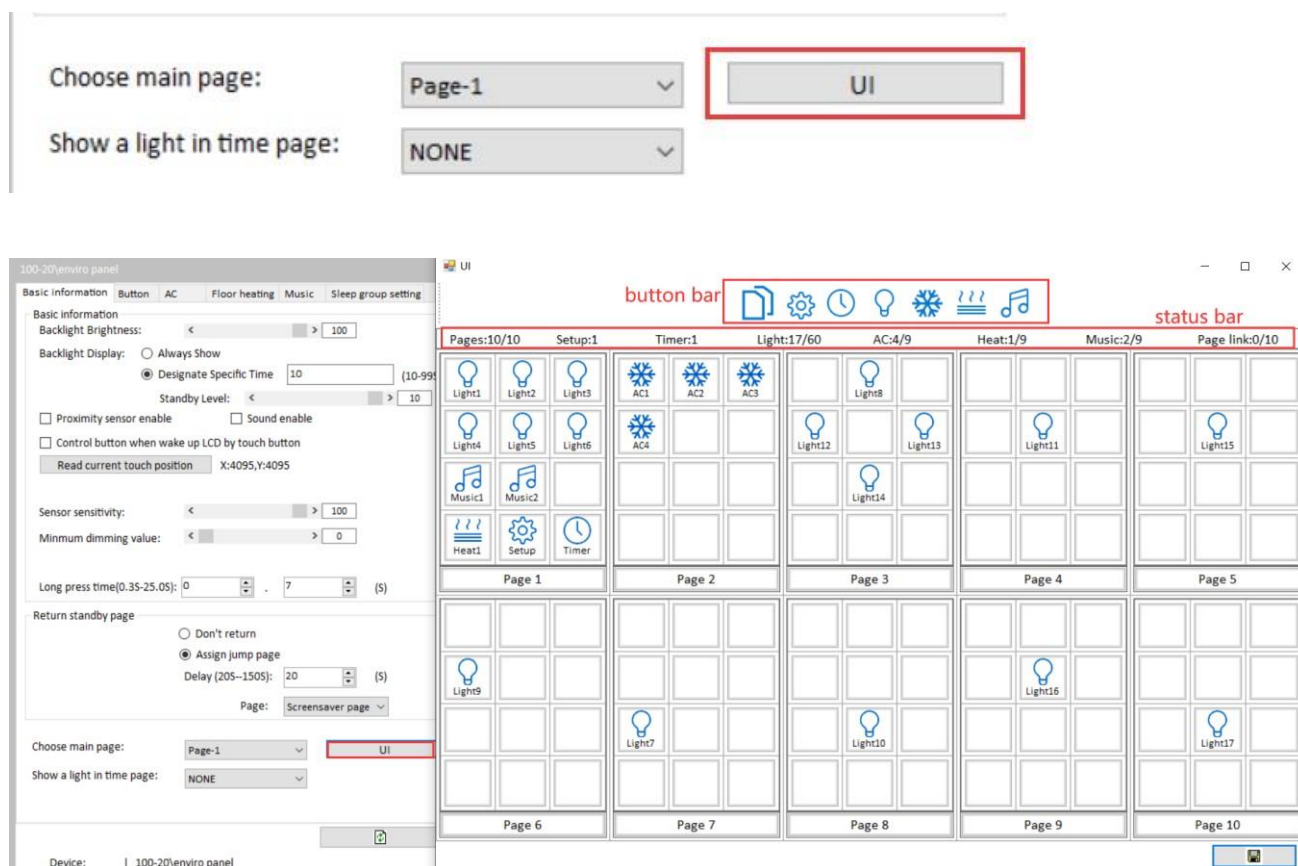 Choose main page: Page-1 UI
Show a light in time page: NONE
100-20\enviro panel
Basic information Button AC Floor heating Music Sleep group setting
Basic information
Backlight Brightness: < > 100
Backlight Display: Always Show
Designate Specific Time 10 (10-99
Standby Level: < > 10
Proximity sensor enable Sound enable
Control button when wake up LCD by touch button
Read current touch position X:4095,Y:4095
Sensor sensitivity: < > 100
Minmum dimming value: < > 0
Long press time(0.3S-25.0S): 0 . 7 (S)
Return standby page
Don't return
Assign jump page
Delay (20S--150S): 20 (S)
Page: Screensaver page
Choose main page: Page-1 UI
Show a light in time page: NONE
Device: 100-20\enviro panel
UI
button bar
status bar
Pages:10/10 Setup:1 Timer:1 Light:17/60 AC:4/9 Heat:1/9 Music:2/9 Page link:0/10
Light1 Light2 Light3 AC1 AC2 AC3 Light8
Light4 Light5 Light6 AC4 Light12 Light13 Light11 Light15
Music1 Music2 Light14
Heat1 Setup Timer
Page 1 Page 2 Page 3 Page 4 Page 5
Light9 Light16
Light7 Light10 Light17
Page 6 Page 7 Page 8 Page 9 Page 10